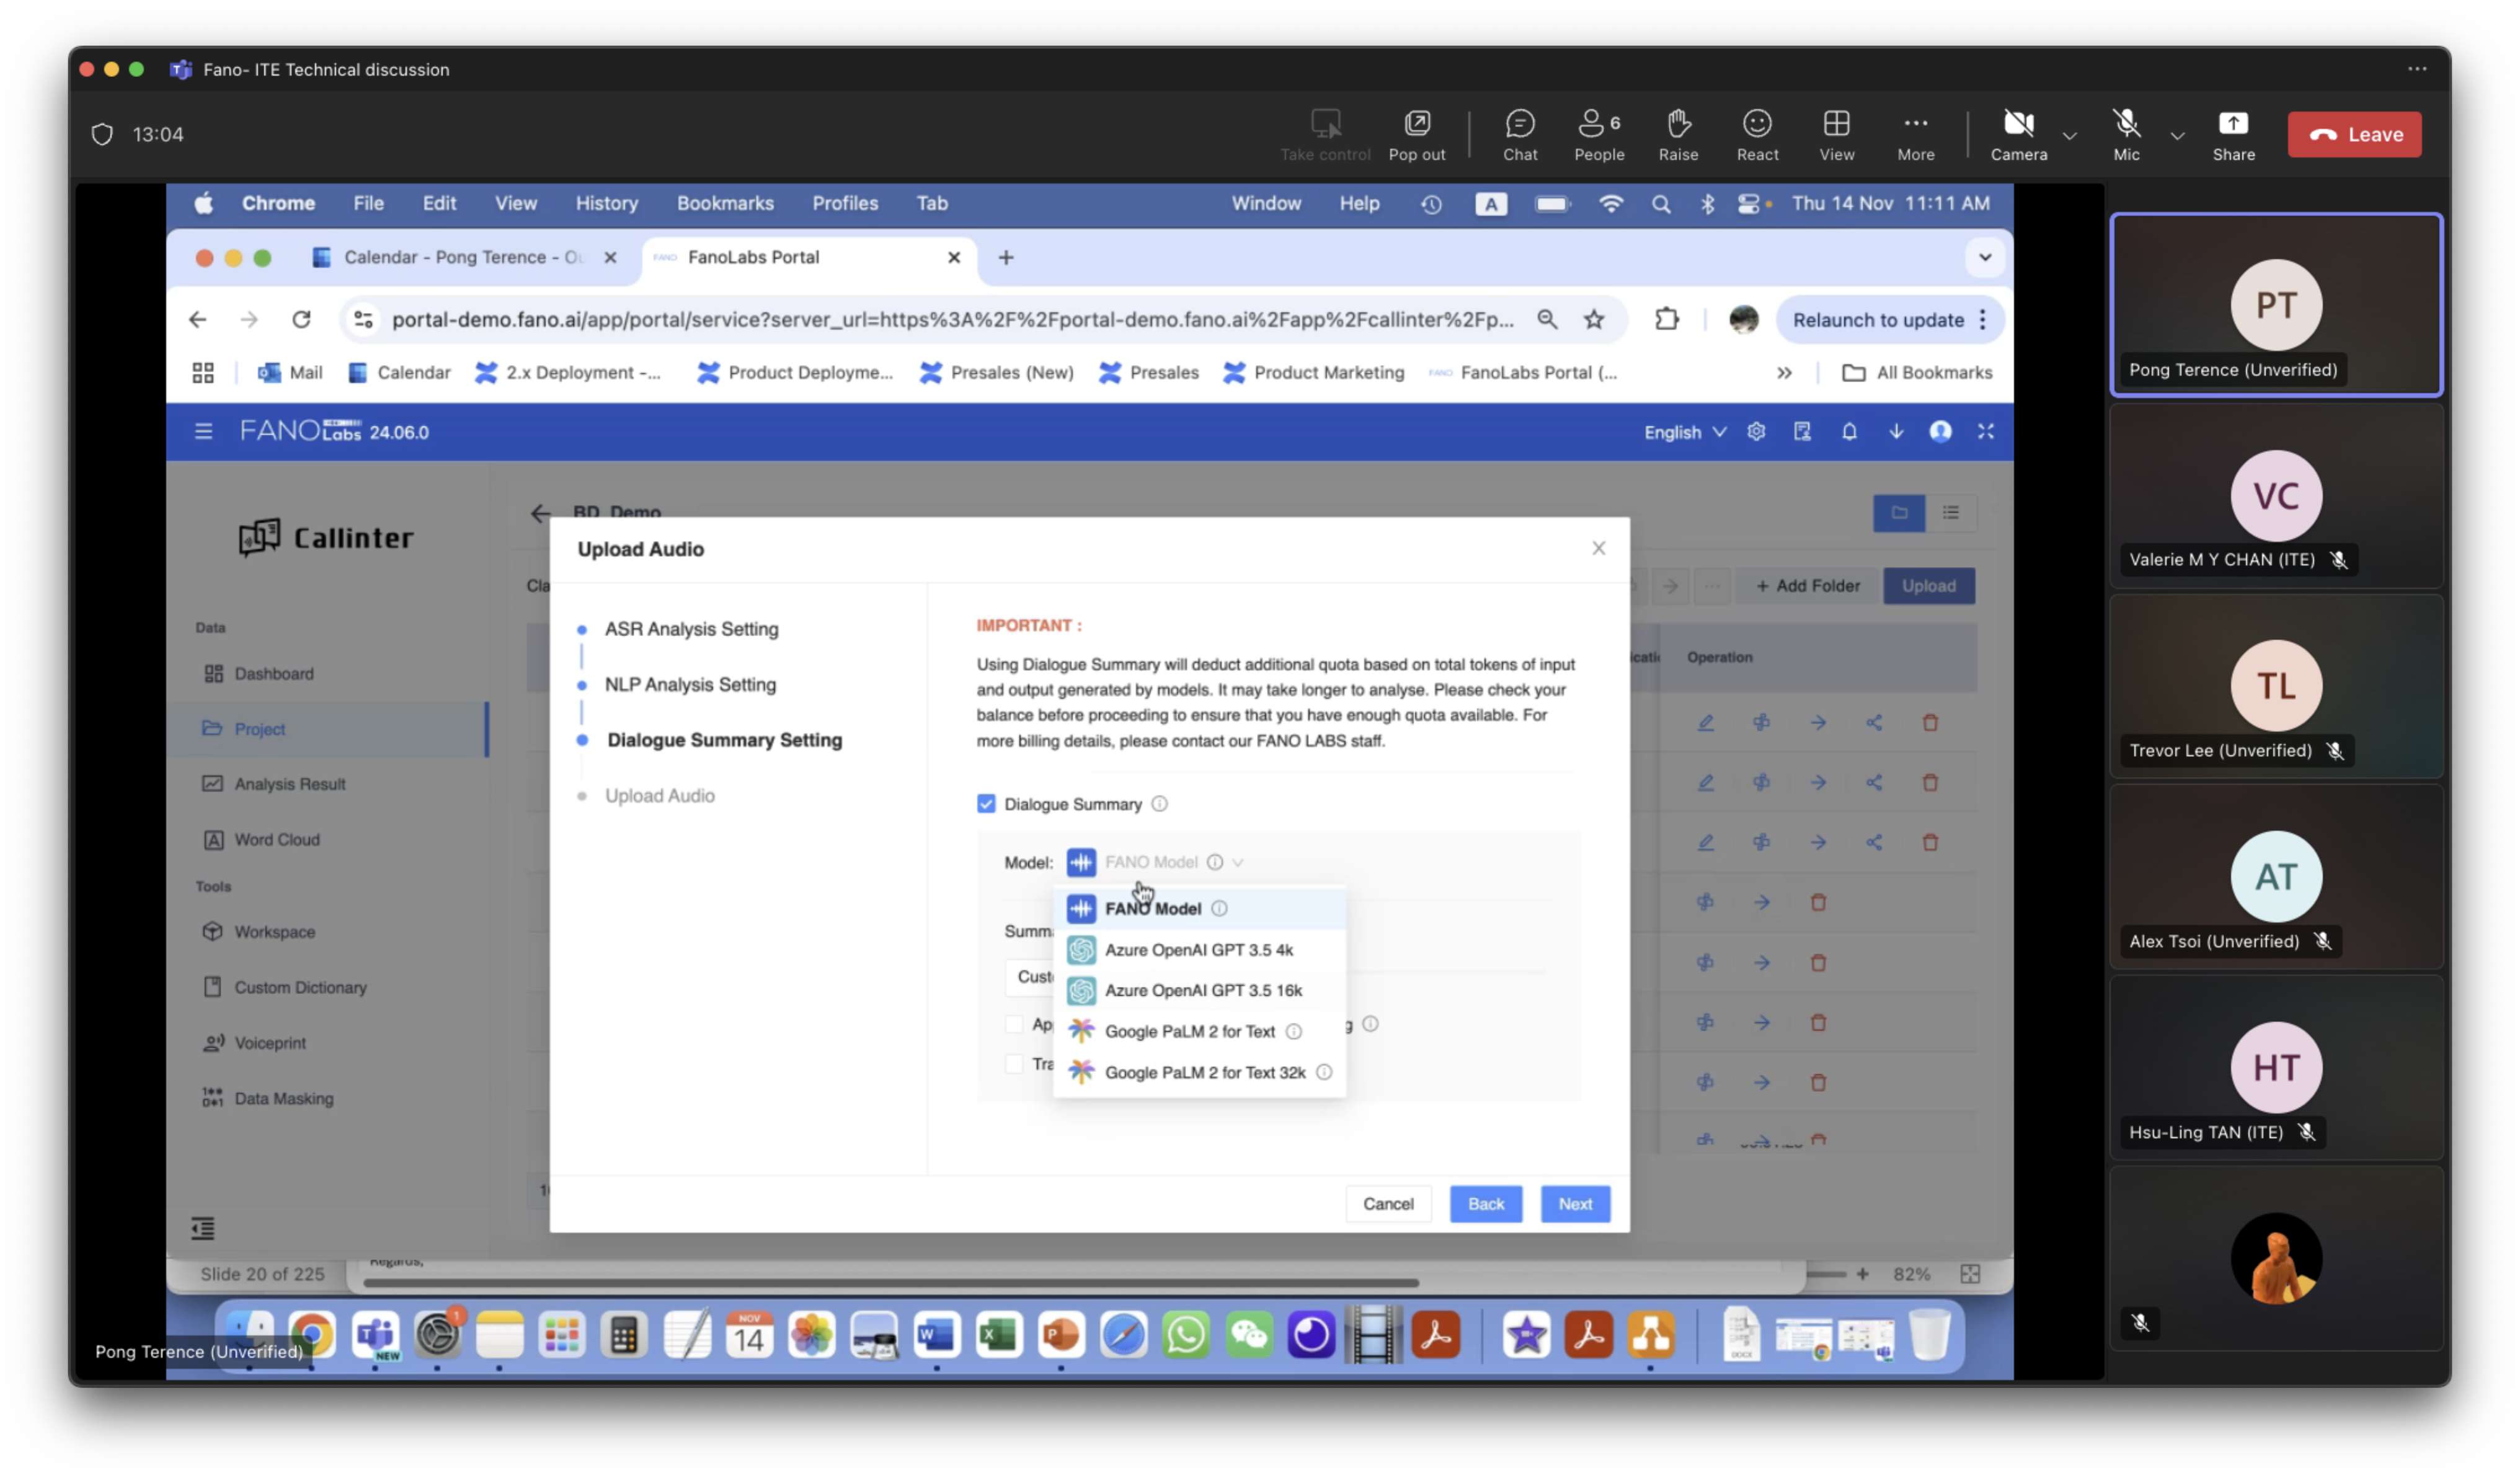 Fano- ITE Technical discussion
13:04
Take control
Pop out
Chat
6
People
Raise
React
View
More
Camera
Mic
Share
Leave
Chrome File Edit View History Bookmarks Profiles Tab Window Help A Thu 14 Nov 11:11 AM
Calendar - Pong Terence - Ou
FanoLabs Portal
portal-demo.fano.ai/app/portal/service?server_url=https%3A%2F%2Fportal-demo.fano.ai%2Fapp%2Fcallinter%2Fp...
Relaunch to update
Mail
Calendar
2.x Deployment -...
Product Deployme...
Presales (New)
Presales
Product Marketing
FanoLabs Portal (...
All Bookmarks
FANO Labs 24.06.0
English
Callinter
Data
Dashboard
Project
Analysis Result
Word Cloud
Tools
Workspace
Custom Dictionary
Voiceprint
Data Masking
BD_Demo
+ Add Folder
Upload
Operation
Upload Audio
ASR Analysis Setting
NLP Analysis Setting
Dialogue Summary Setting
Upload Audio
IMPORTANT :
Using Dialogue Summary will deduct additional quota based on total tokens of input
and output generated by models. It may take longer to analyse. Please check your
balance before proceeding to ensure that you have enough quota available. For
more billing details, please contact our FANO LABS staff.
Dialogue Summary
Model: FANO Model
FANO Model
Azure OpenAI GPT 3.5 4k
Azure OpenAI GPT 3.5 16k
Google PaLM 2 for Text
Google PaLM 2 for Text 32k
Cancel
Back
Next
Slide 20 of 225
Regards,
82%
NOV
14
NEW
1
DOCX
Pong Terence (Unverified)
PT
Pong Terence (Unverified)
VC
Valerie M Y CHAN (ITE)
TL
Trevor Lee (Unverified)
AT
Alex Tsoi (Unverified)
HT
Hsu-Ling TAN (ITE)